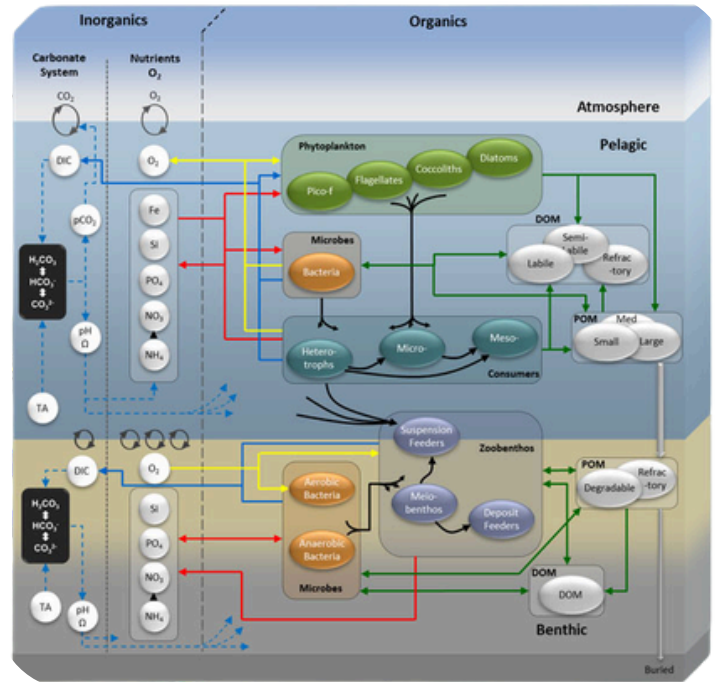 Inorganics
Organics
Carbonate
System
Nutrients
O₂
CO₂
O₂
Atmosphere
Pelagic
DIC
O₂
Phytoplankton
Pico-f
Flagellates
Coccoliths
Diatoms
Fe
Si
PO₄
NO₃
NH₄
pCO₂
H₂CO₃
HCO₃⁻
CO₃²⁻
pH
Ω
TA
Microbes
Bacteria
DOM
Semi-
Labile
Labile
Refrac
-tory
POM
Med
Small
Large
Hetero-
trophs
Micro-
Meso-
Consumers
Suspension
Feeders
Zoobenthos
Meio-
benthos
Deposit
Feeders
DIC
O₂
Aerobic
Bacteria
Anaerobic
Bacteria
Microbes
POM
Refrac
-tory
Degradable
H₂CO₃
HCO₃⁻
CO₃²⁻
Si
PO₄
NO₃
NH₄
TA
pH
Ω
DOM
DOM
Benthic
Buried